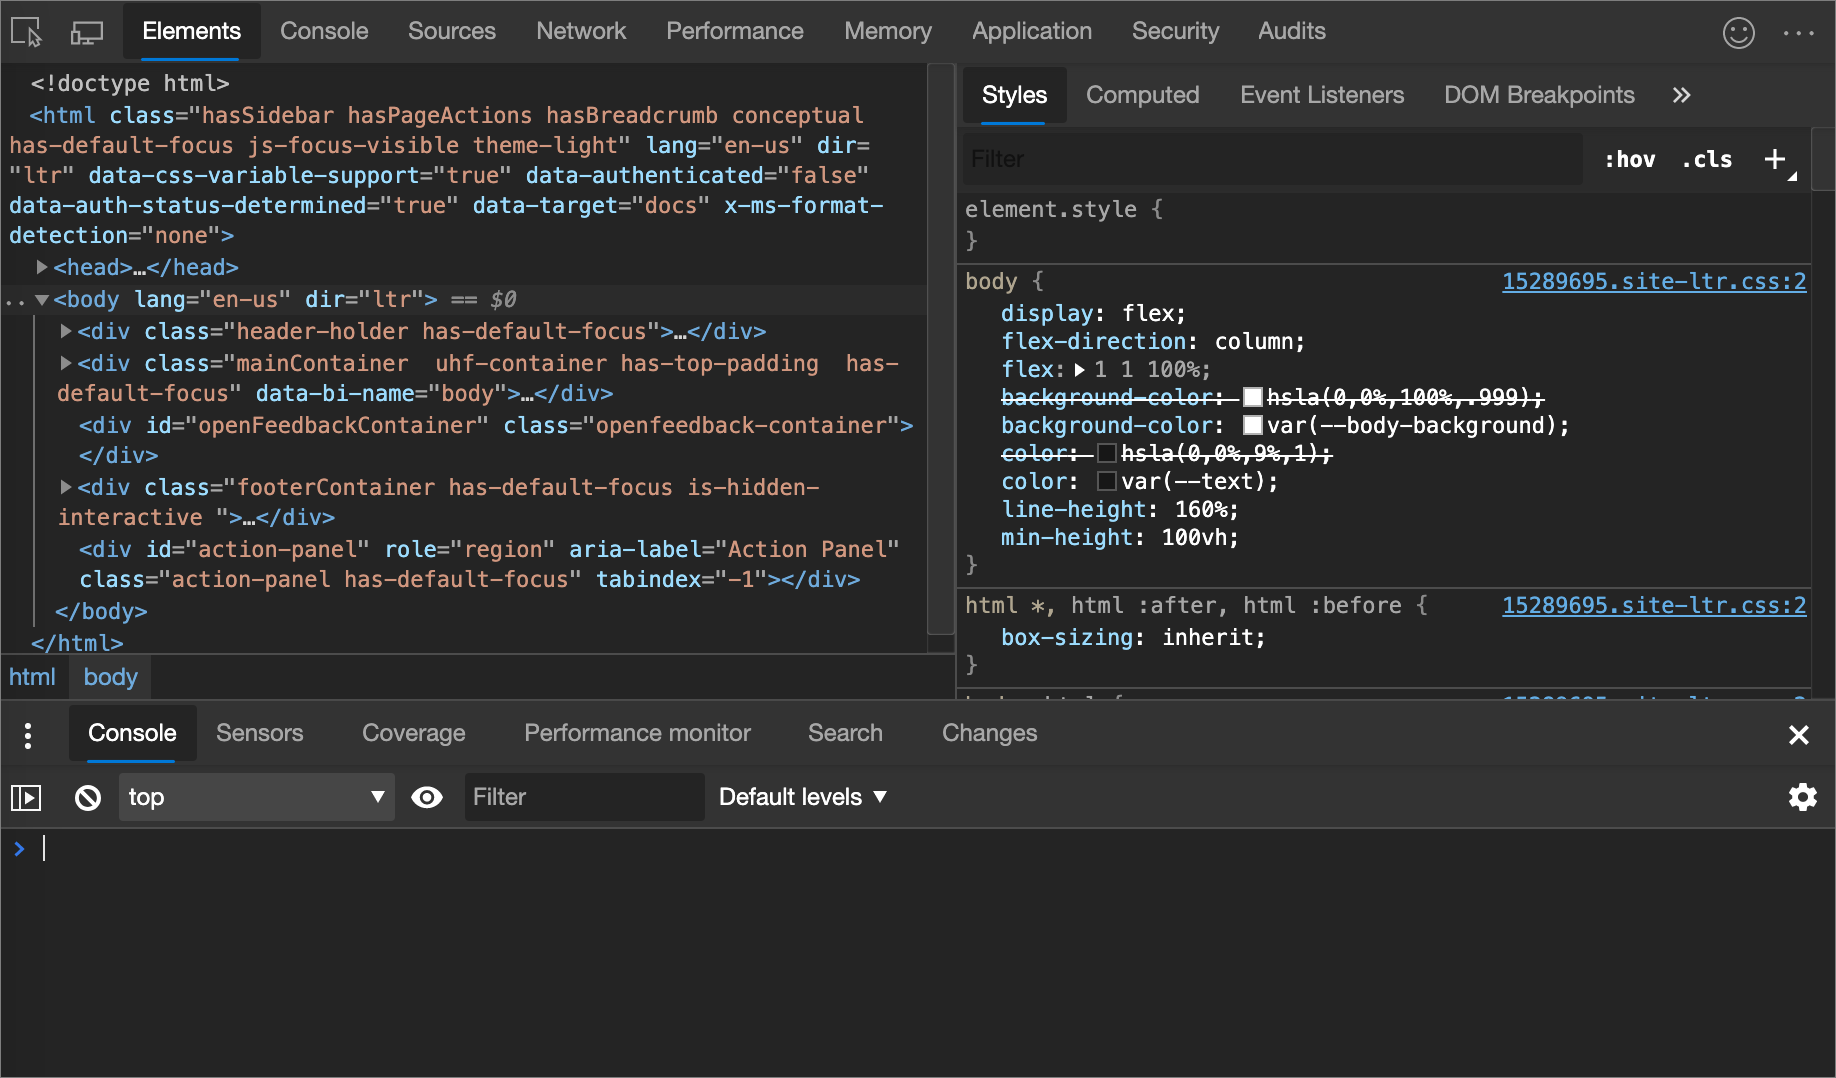 Elements Console Sources Network Performance Memory Application Security Audits
<!doctype html>
<html class="hasSidebar hasPageActions hasBreadcrumb conceptual
has-default-focus js-focus-visible theme-light" lang="en-us" dir=
"ltr" data-css-variable-support="true" data-authenticated="false"
data-auth-status-determined="true" data-target="docs" x-ms-format-
detection="none">
<head>…</head>
<body lang="en-us" dir="ltr"> == $0
<div class="header-holder has-default-focus">…</div>
<div class="mainContainer  uhf-container has-top-padding  has-
default-focus" data-bi-name="body">…</div>
<div id="openFeedbackContainer" class="openfeedback-container">
</div>
<div class="footerContainer has-default-focus is-hidden-
interactive ">…</div>
<div id="action-panel" role="region" aria-label="Action Panel"
class="action-panel has-default-focus" tabindex="-1"></div>
</body>
</html>
html body
Styles Computed Event Listeners DOM Breakpoints »
Filter :hov .cls +
element.style {
}
body { 15289695.site-ltr.css:2
display: flex;
flex-direction: column;
flex: 1 1 100%;
background-color: hsla(0,0%,100%,.999);
background-color: var(--body-background);
color: hsla(0,0%,9%,1);
color: var(--text);
line-height: 160%;
min-height: 100vh;
}
html *, html :after, html :before { 15289695.site-ltr.css:2
box-sizing: inherit;
}
Console Sensors Coverage Performance monitor Search Changes
top Filter Default levels